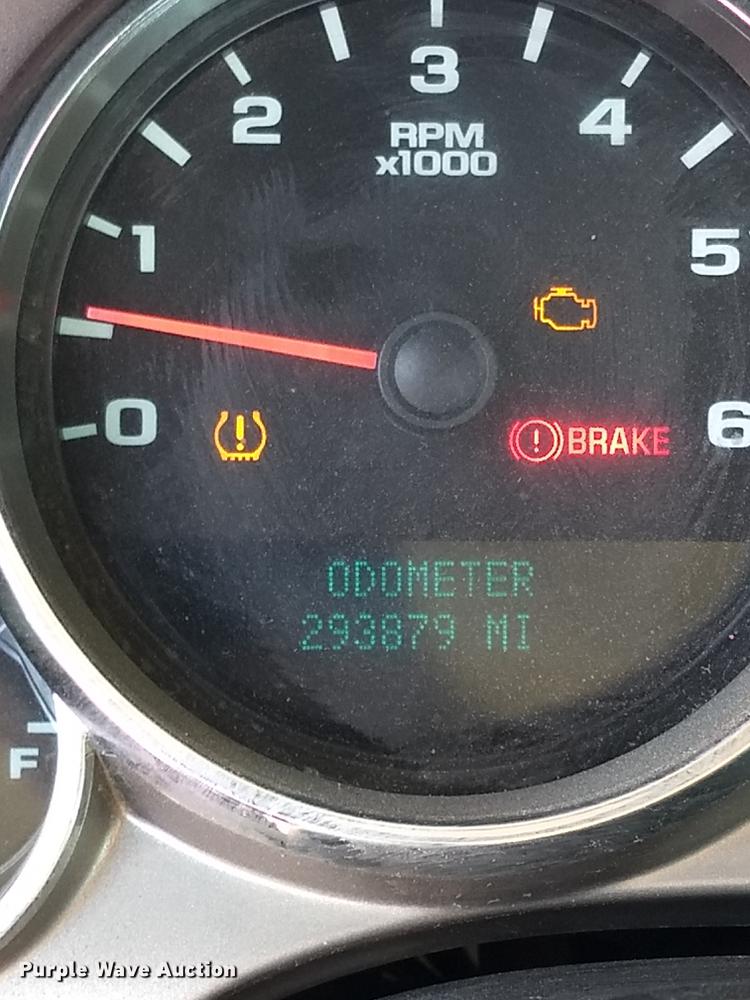 3
2
4
RPM
x1000
1
5
0
6
! BRAKE
!
ODOMETER
293879 MI
F
Purple Wave Auction